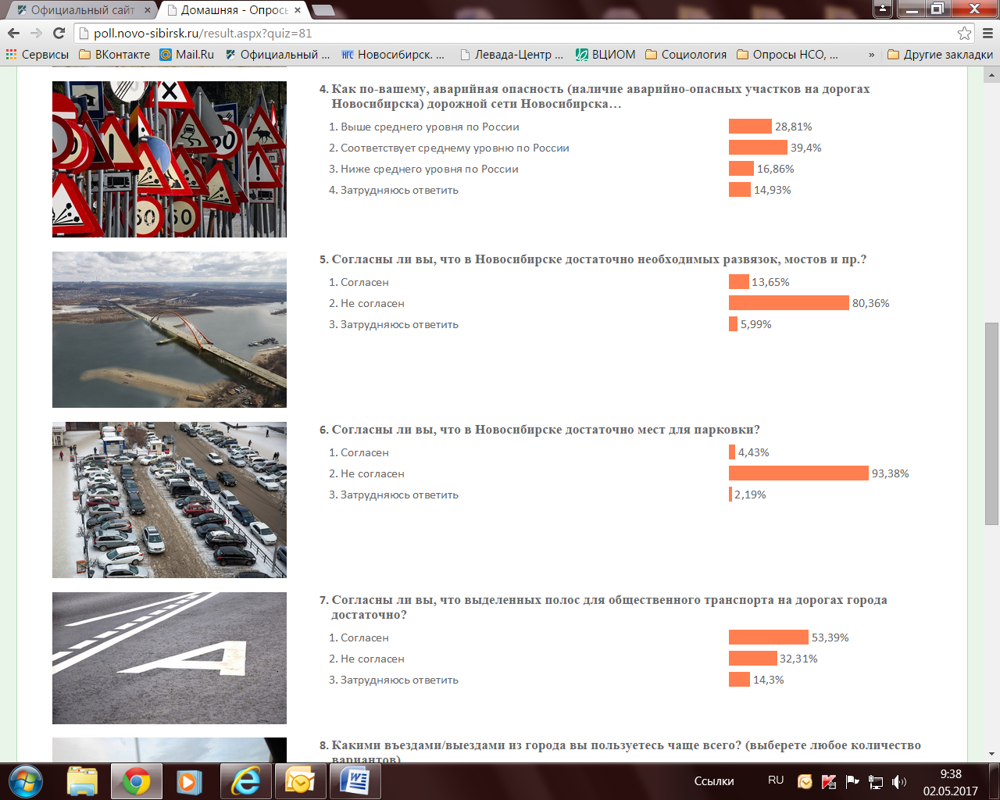 Официальный сайт
Домашняя - Опрось
poll.novo-sibirsk.ru/result.aspx?quiz=81
Сервисы ВКонтакте Mail.Ru Официальный ... НГС Новосибирск. ... Левада-Центр ... ВЦИОМ Социология Опросы НСО, ... » Другие закладки
4. Как по-вашему, аварийная опасность (наличие аварийно-опасных участков на дорогах
Новосибирска) дорожной сети Новосибирска…
1. Выше среднего уровня по России 28,81%
2. Соответствует среднему уровню по России 39,4%
3. Ниже среднего уровня по России 16,86%
4. Затрудняюсь ответить 14,93%
90
60
60
5. Согласны ли вы, что в Новосибирске достаточно необходимых развязок, мостов и пр.?
1. Согласен 13,65%
2. Не согласен 80,36%
3. Затрудняюсь ответить 5,99%
6. Согласны ли вы, что в Новосибирске достаточно мест для парковки?
1. Согласен 4,43%
2. Не согласен 93,38%
3. Затрудняюсь ответить 2,19%
7. Согласны ли вы, что выделенных полос для общественного транспорта на дорогах города
достаточно?
1. Согласен 53,39%
2. Не согласен 32,31%
3. Затрудняюсь ответить 14,3%
А
8. Какими въездами/выездами из города вы пользуетесь чаще всего? (выберете любое количество
вариантов)
Ссылки RU 9:38
02.05.2017